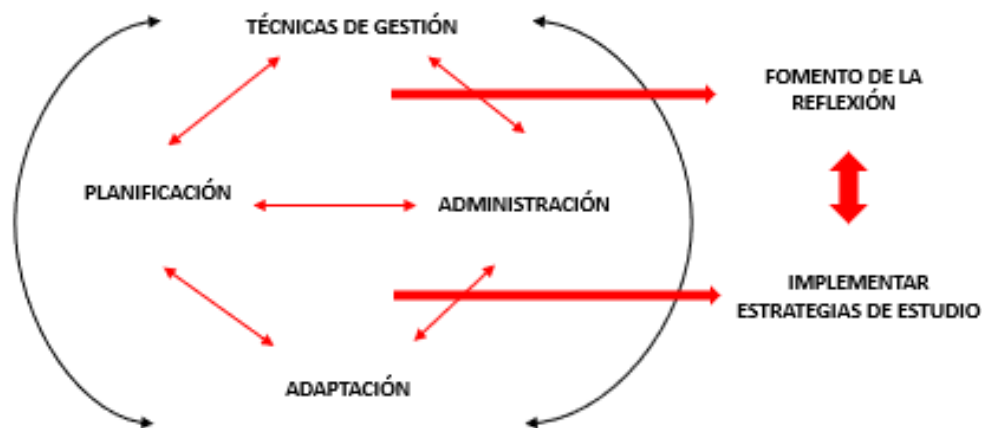 TÉCNICAS DE GESTIÓN
FOMENTO DE LA
REFLEXIÓN
PLANIFICACIÓN
ADMINISTRACIÓN
IMPLEMENTAR
ESTRATEGIAS DE ESTUDIO
ADAPTACIÓN